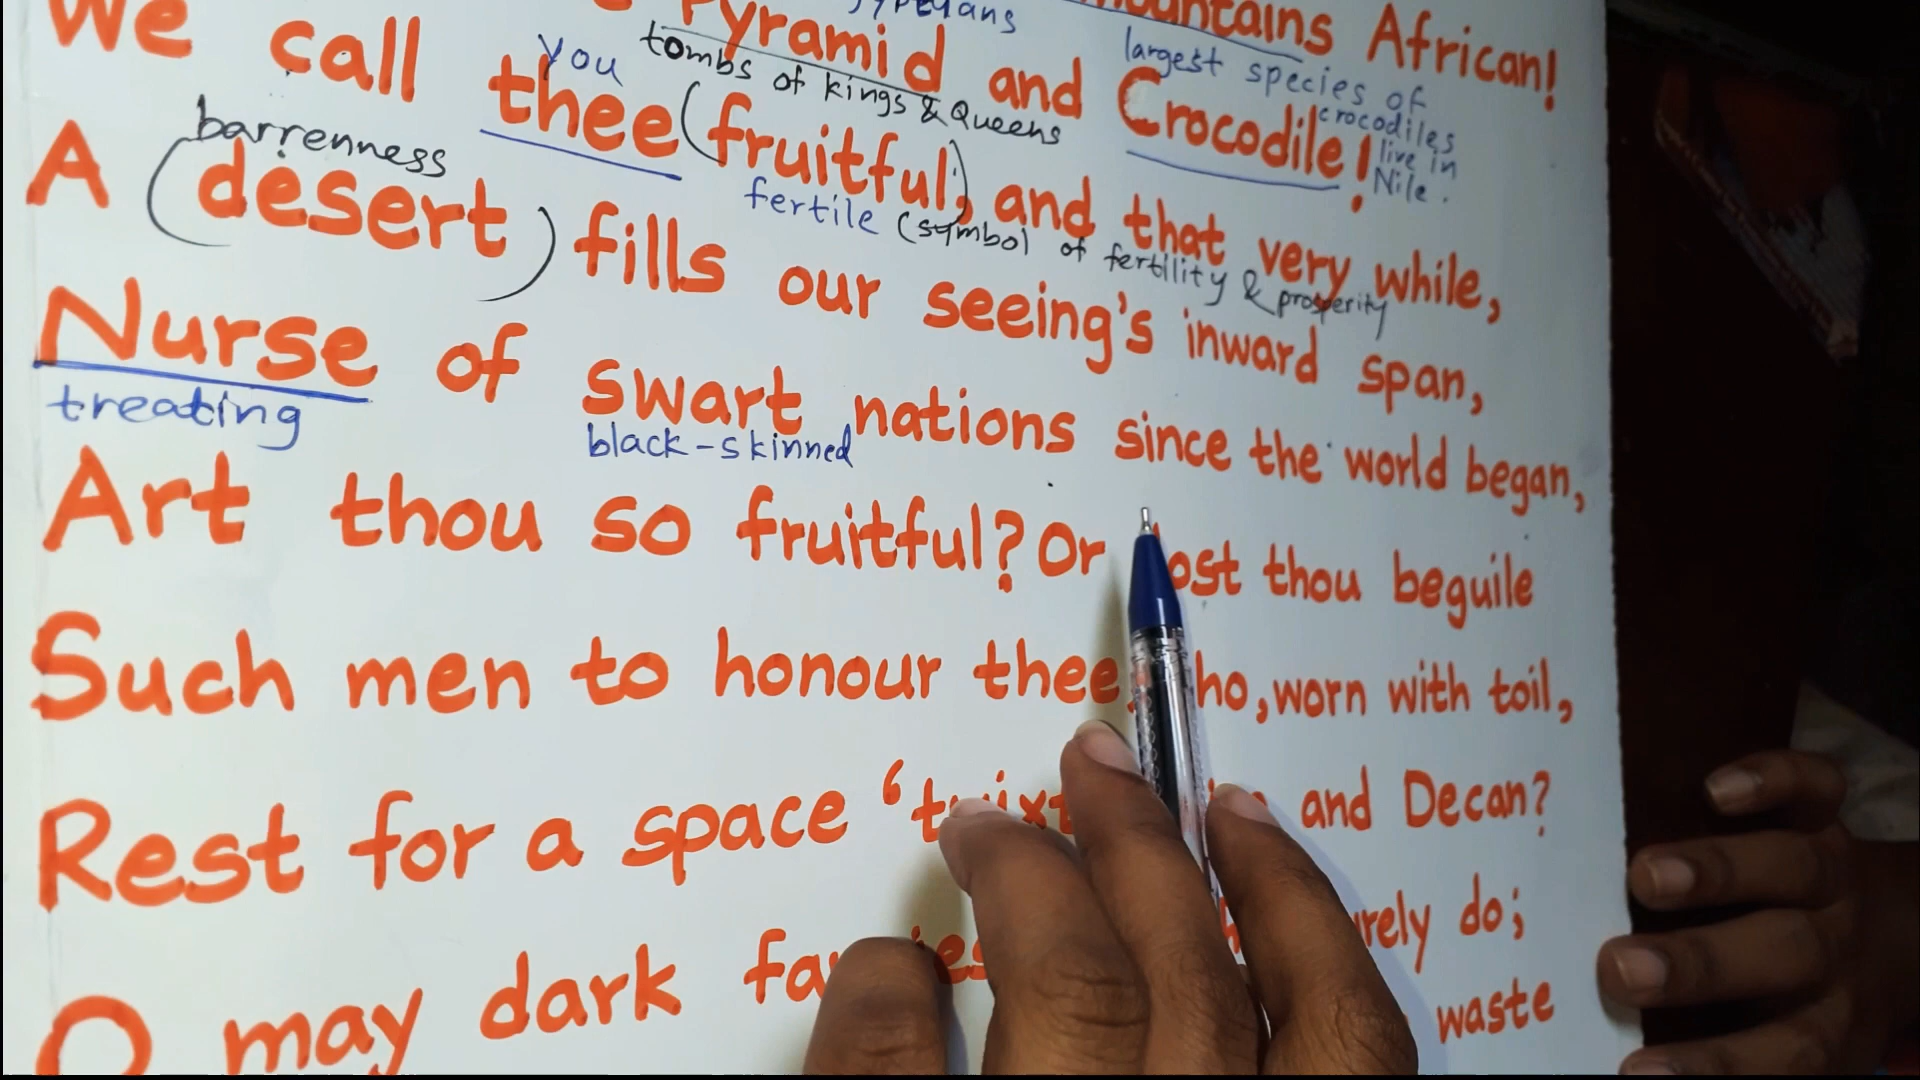 mountains African!
Pyramid and Crocodile!
largest species of
crocodiles
live in
Nile.
tombs of kings & Queens
you
We call thee (fruitful), and that very while,
barrenness
fertile (symbol of fertility & prosperity
A (desert) fills our seeing's inward span,
Nurse of swart nations since the world began,
treating
black-skinned
Art thou so fruitful? Or dost thou beguile
Such men to honour thee, who, worn with toil,
Rest for a space 'twixt and Decan?
O may dark do;
waste